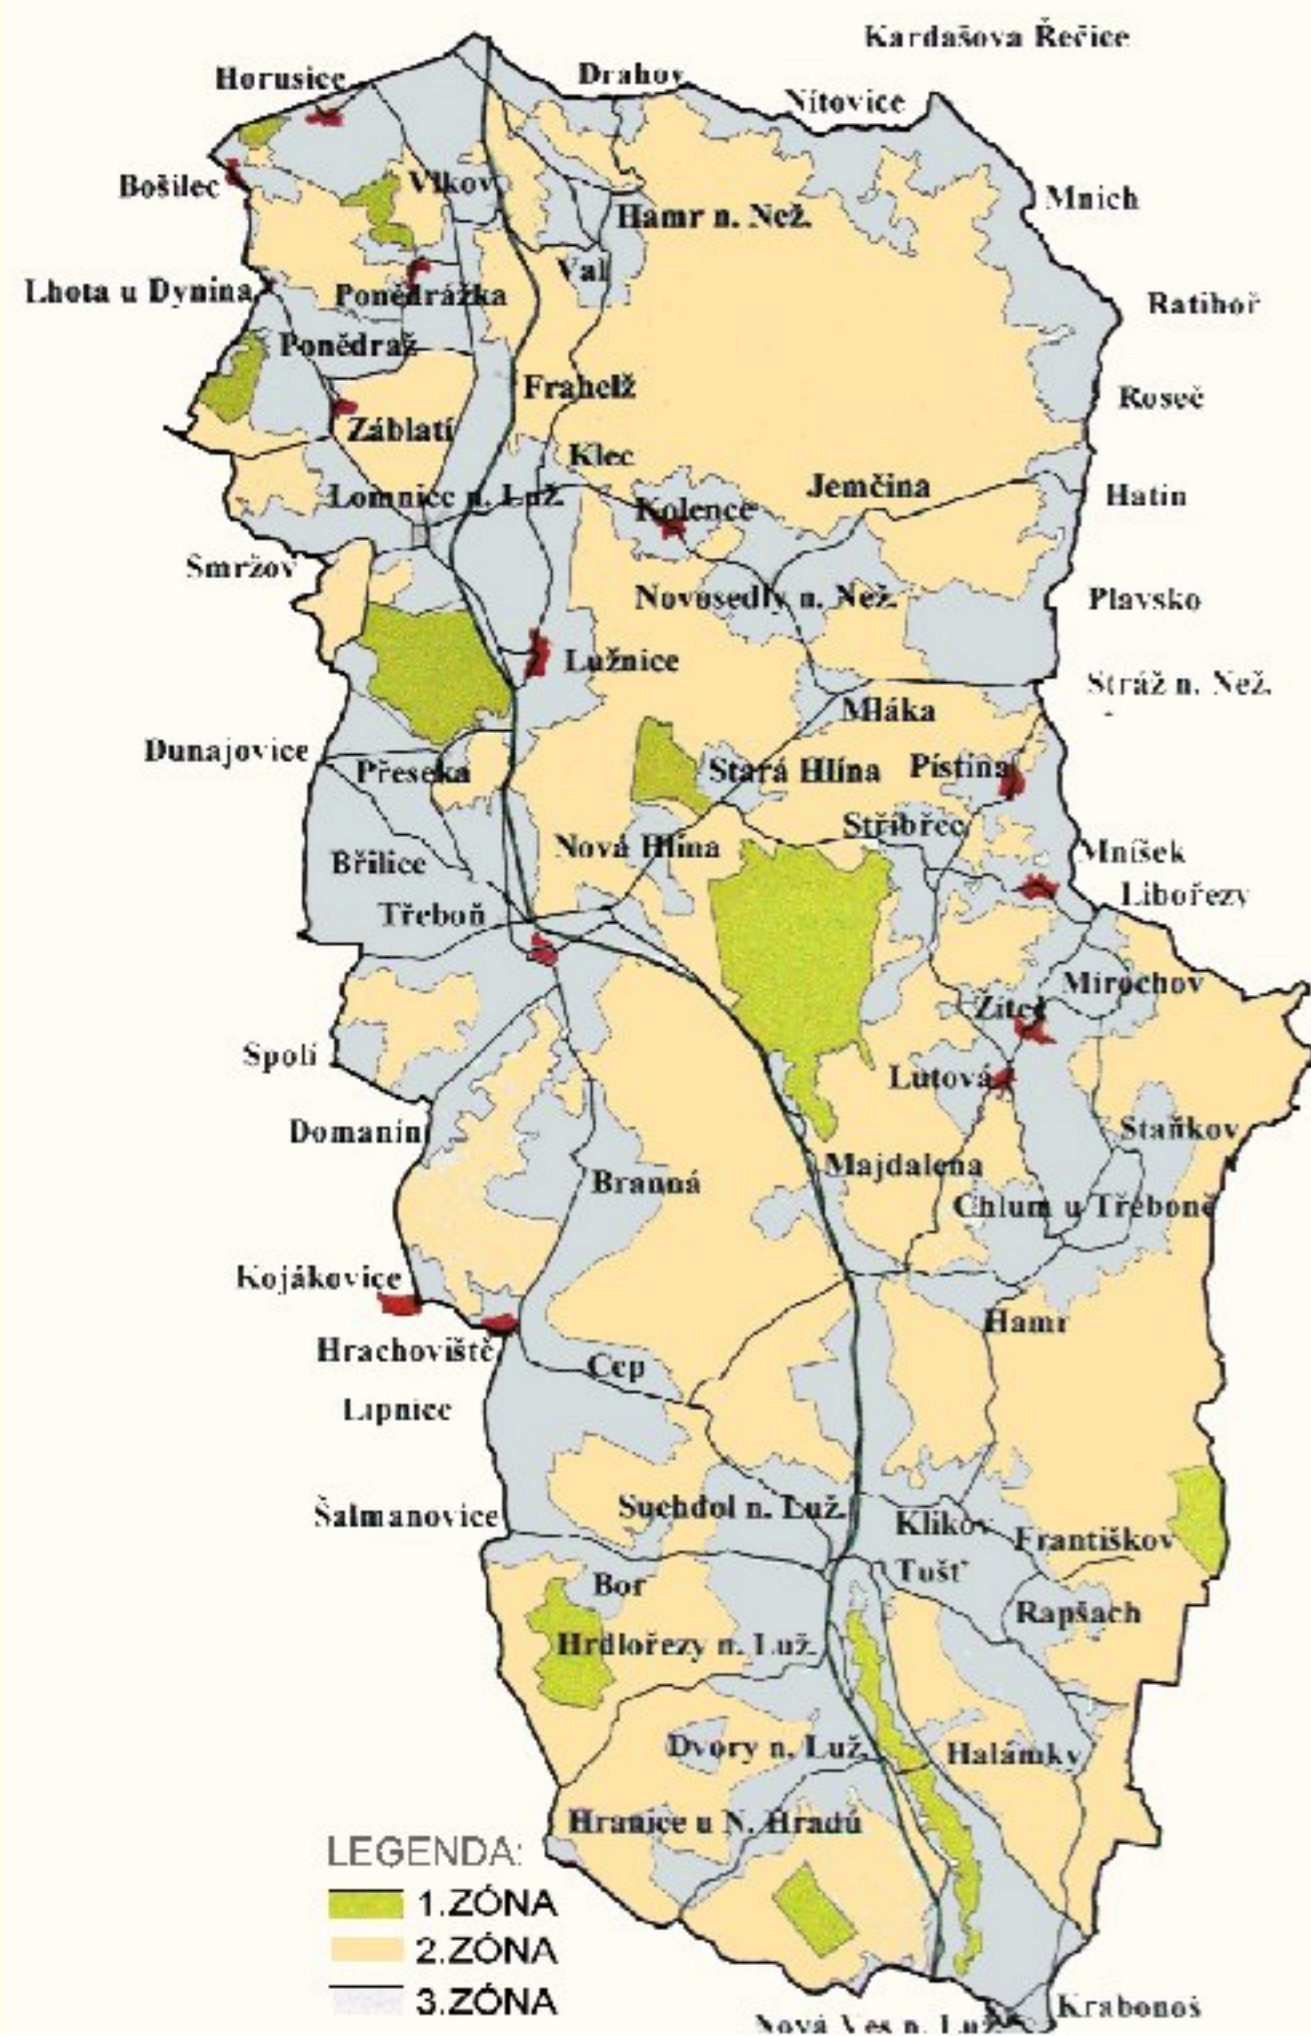 Kardašova Řečice
Horusice
Drahov
Nítovice
Bošilec
Vlkov
Mnich
Hamr n. Než.
Val
Lhota u Dynína
Ponědrážka
Ratiboř
Ponědraž
Frahelž
Roseč
Záblatí
Klec
Jemčina
Lomnice n. Luž.
Kolence
Hatín
Smržov
Novosedly n. Než.
Plavsko
Lužnice
Stráž n. Než.
Mláka
Dunajovice
Přeseka
Stará Hlína
Pístina
Stříbřec
Nová Hlína
Břilice
Mníšek
Libořezy
Třeboň
Mirochov
Žíteč
Spolí
Lutová
Domanín
Staňkov
Majdalena
Branná
Chlum u Třeboně
Kojákovice
Hamr
Hrachoviště
Cep
Lipnice
Suchdol n. Luž.
Šalmanovice
Klikov
Františkov
Tušť
Bor
Rapšach
Hrdlořezy n. Luž.
Dvory n. Luž.
Halámky
Hranice u N. Hradů
LEGENDA:
1.ZÓNA
2.ZÓNA
3.ZÓNA
Krabonoš
Nová Ves n. Luž.